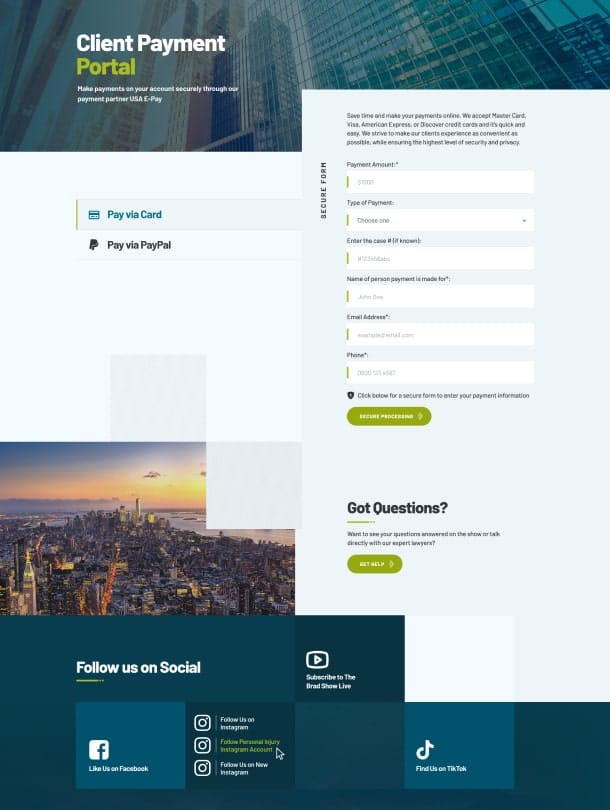 Client Payment
Portal
Make payments on your account securely through our
payment partner USA E-Pay
Pay via Card
Pay via PayPal
SECURE FORM
Save time and make your payments online. We accept Master Card,
Visa, American Express, or Discover credit cards and it's quick and
easy. We strive to make our clients experience as convenient as
possible, while ensuring the highest level of security and privacy.
Payment Amount:*
$1000
Type of Payment:
Choose one
Enter the case # (if known):
#123456abc
Name of person payment is made for*:
John Doe
Email Address*:
example@email.com
Phone*:
0800 123 4567
Click below for a secure form to enter your payment information
SECURE PROCESSING
Got Questions?
Want to see your questions answered on the show or talk
directly with our expert lawyers?
GET HELP
Follow us on Social
Subscribe to The
Brad Show Live
Like Us on Facebook
Follow Us on
Instagram
Follow Personal Injury
Instagram Account
Follow Us on New
Instagram
Find Us on TikTok